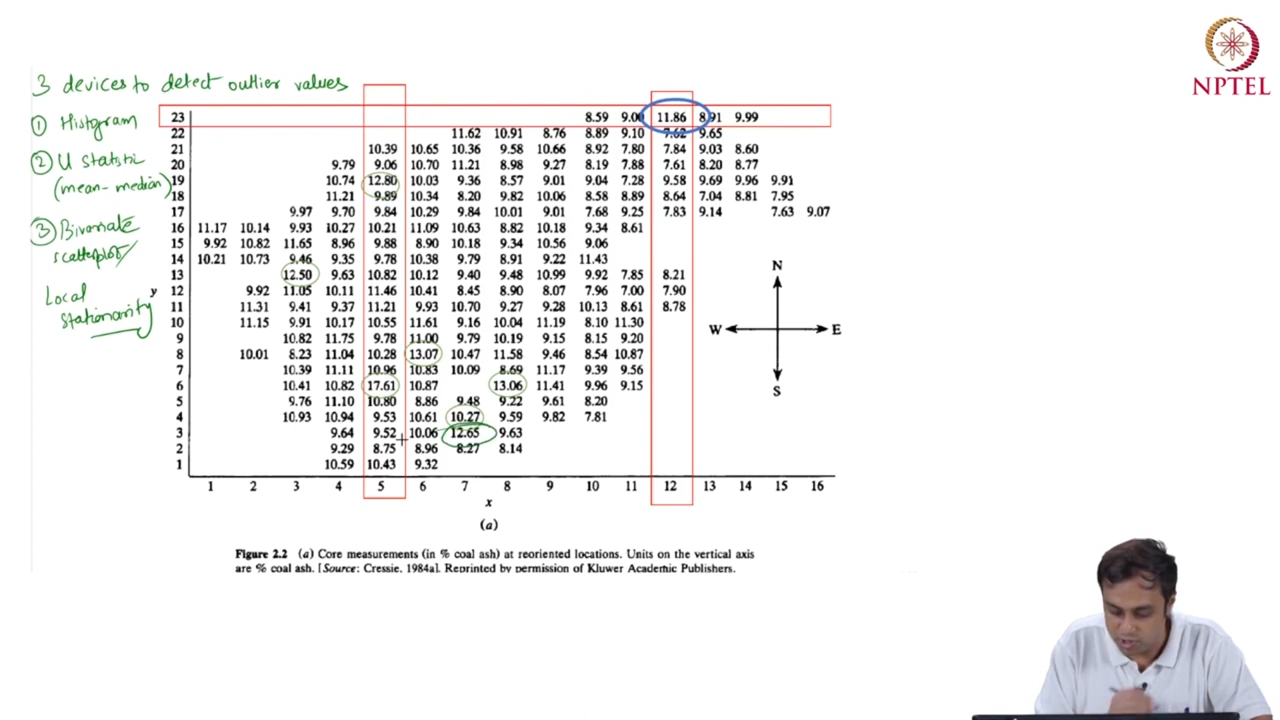 NPTEL
3 devices to detect outlier values
① Histogram
② U statistic
(mean-median)
③ Bivariate
scatterplot
Local
stationarity
23 8.59 9.00 11.86 8.91 9.99
22 11.62 10.91 8.76 8.89 9.10 7.62 9.65
21 10.39 10.65 10.36 9.58 10.66 8.92 7.80 7.84 9.03 8.60
20 9.79 9.06 10.70 11.21 8.98 9.27 8.19 7.88 7.61 8.20 8.77
19 10.74 12.80 10.03 9.36 8.57 9.01 9.04 7.28 9.58 9.69 9.96 9.91
18 11.21 9.89 10.34 8.20 9.82 10.06 8.58 8.89 8.64 7.04 8.81 7.95
17 9.97 9.70 9.84 10.29 9.84 10.01 9.01 7.68 9.25 7.83 9.14 7.63 9.07
16 11.17 10.14 9.93 10.27 10.21 11.09 10.63 8.82 10.18 9.34 8.61
15 9.92 10.82 11.65 8.96 9.88 8.90 10.18 9.34 10.56 9.06
14 10.21 10.73 9.46 9.35 9.78 10.38 9.79 8.91 9.22 11.43
13 12.50 9.63 10.82 10.12 9.40 9.48 10.99 9.92 7.85 8.21
y 12 9.92 11.05 10.11 11.46 10.41 8.45 8.90 8.07 7.96 7.00 7.90
11 11.31 9.41 9.37 11.21 9.93 10.70 9.27 9.28 10.13 8.61 8.78
10 11.15 9.91 10.17 10.55 11.61 9.16 10.04 11.19 8.10 11.30
9 10.82 11.75 9.78 11.00 9.79 10.19 9.15 8.15 9.20
8 10.01 8.23 11.04 10.28 13.07 10.47 11.58 9.46 8.54 10.87
7 10.39 11.11 10.96 10.83 10.09 8.69 11.17 9.39 9.56
6 10.41 10.82 17.61 10.87 13.06 11.41 9.96 9.15
5 9.76 11.10 10.80 8.86 9.48 9.22 9.61 8.20
4 10.93 10.94 9.53 10.61 10.27 9.59 9.82 7.81
3 9.64 9.52 10.06 12.65 9.63
2 9.29 8.75 8.96 8.27 8.14
1 10.59 10.43 9.32
1 2 3 4 5 6 7 8 9 10 11 12 13 14 15 16
x
N
W E
S
(a)
Figure 2.2 (a) Core measurements (in % coal ash) at reoriented locations. Units on the vertical axis
are % coal ash. [Source: Cressie, 1984a]. Reprinted by permission of Kluwer Academic Publishers.